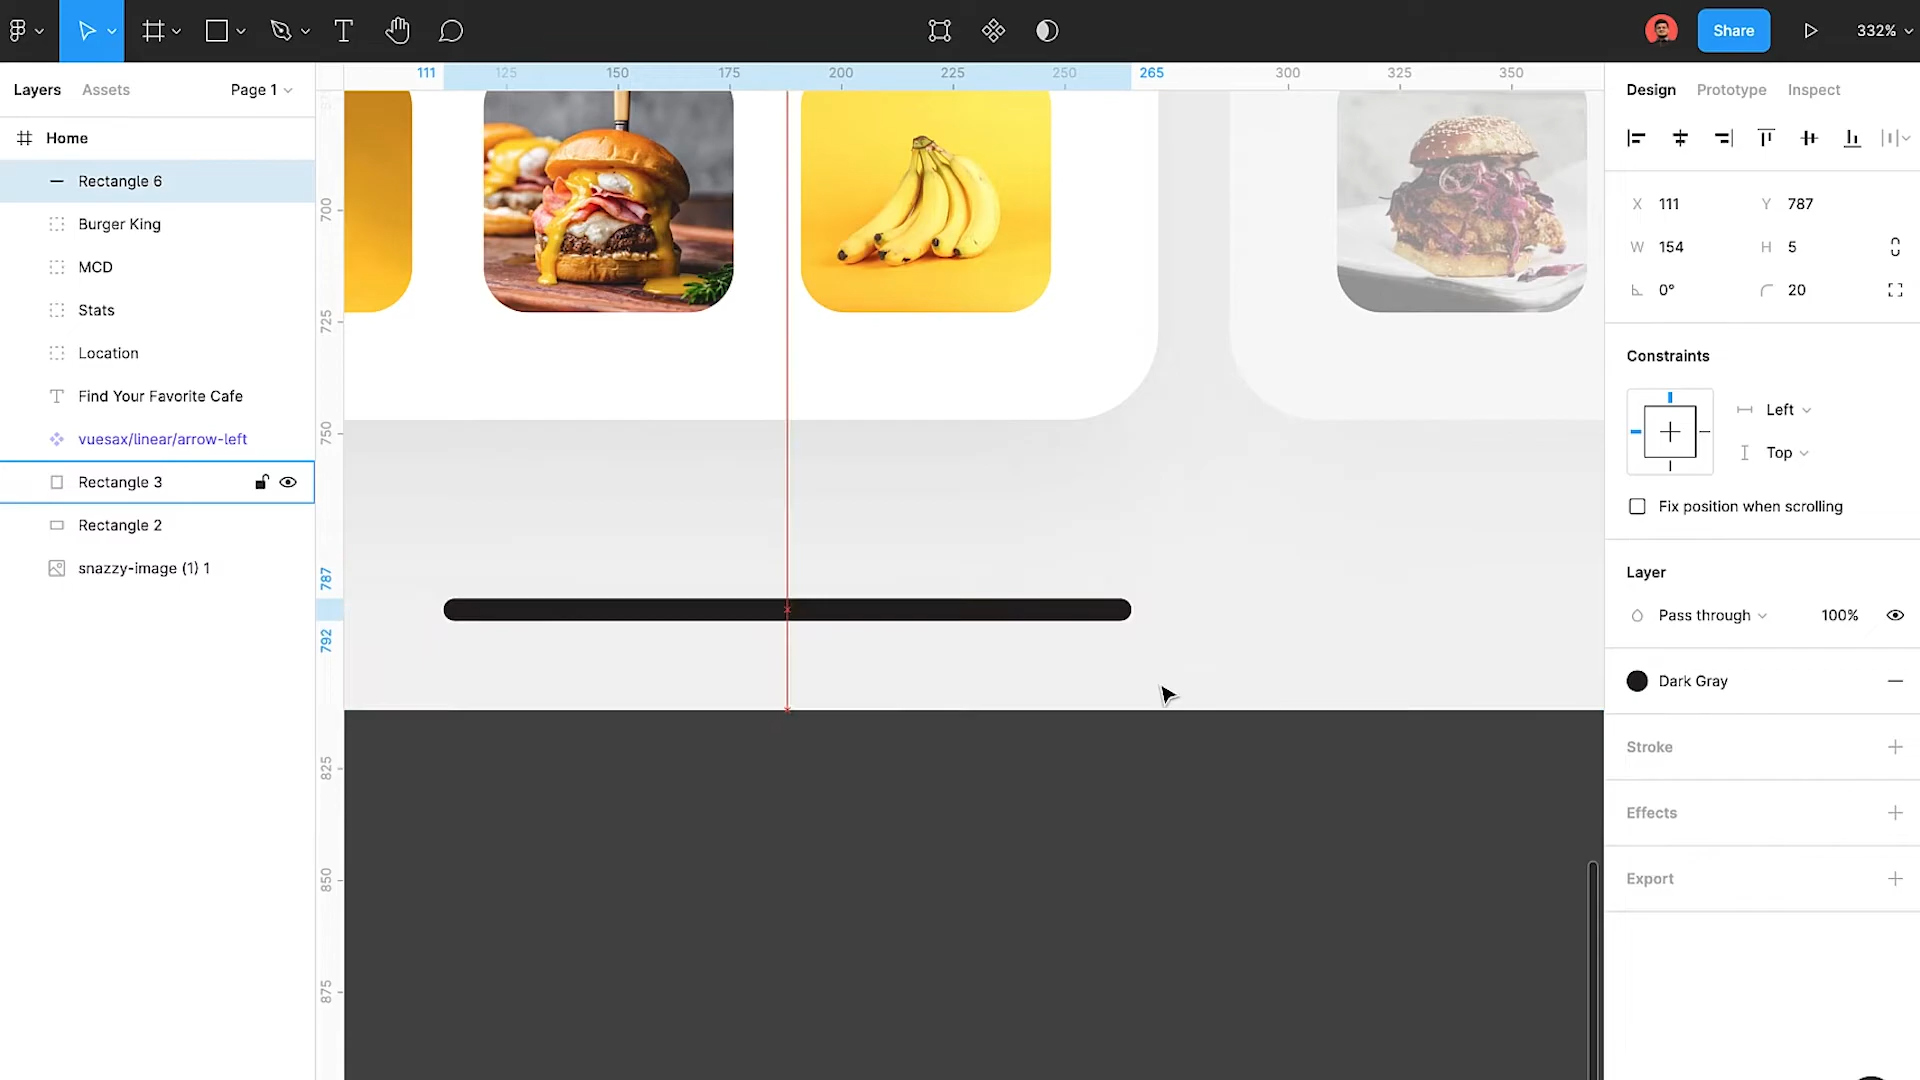 Share
332%
Layers
Assets
Page 1
111
125
150
175
200
225
250
265
300
325
350
Design
Prototype
Inspect
Home
Rectangle 6
Burger King
MCD
Stats
Location
Find Your Favorite Cafe
vuesax/linear/arrow-left
Rectangle 3
Rectangle 2
snazzy-image (1) 1
700
725
750
787
792
825
850
875
X 111
Y 787
W 154
H 5
0°
20
Constraints
Left
Top
Fix position when scrolling
Layer
Pass through
100%
Dark Gray
Stroke
Effects
Export